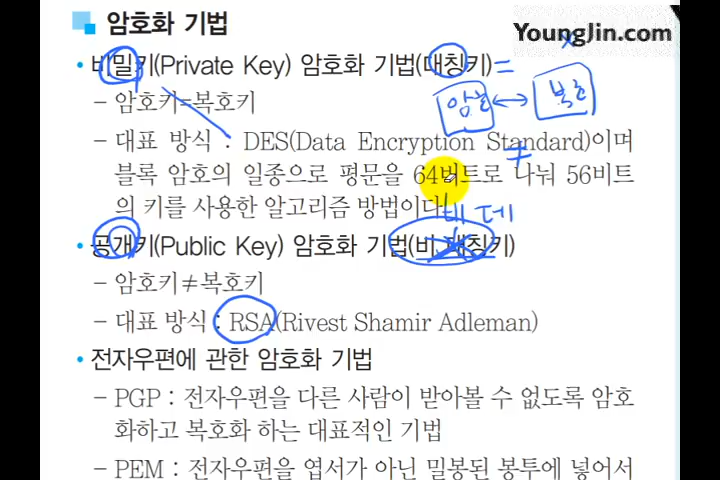 암호화 기법
YoungJin.com
• 비밀키(Private Key) 암호화 기법(대칭키)=
암호 ↔ 복호
– 암호키=복호키
– 대표 방식 : DES(Data Encryption Standard)이며
≠
블록 암호의 일종으로 평문을 64비트로 나눠 56비트
의 키를 사용한 알고리즘 방법이다.
• 공개키(Public Key) 암호화 기법(비대칭키)
– 암호키≠복호키
– 대표 방식 : RSA(Rivest Shamir Adleman)
• 전자우편에 관한 암호화 기법
– PGP : 전자우편을 다른 사람이 받아볼 수 없도록 암호
화하고 복호화 하는 대표적인 기법
– PEM : 전자우편을 엽서가 아닌 밀봉된 봉투에 넣어서